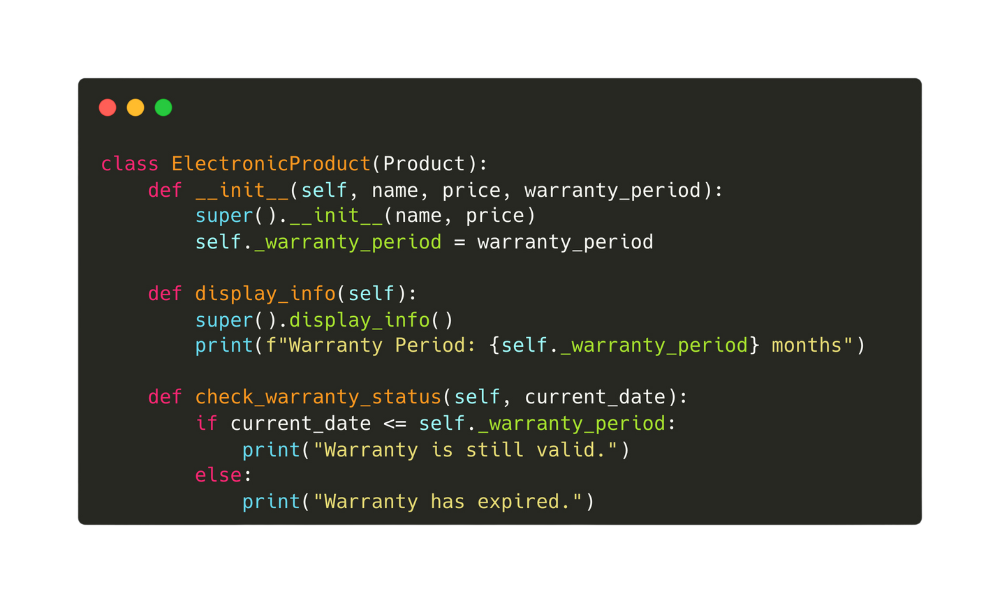 class ElectronicProduct(Product):
    def __init__(self, name, price, warranty_period):
        super().__init__(name, price)
        self._warranty_period = warranty_period

    def display_info(self):
        super().display_info()
        print(f"Warranty Period: {self._warranty_period} months")

    def check_warranty_status(self, current_date):
        if current_date <= self._warranty_period:
            print("Warranty is still valid.")
        else:
            print("Warranty has expired.")